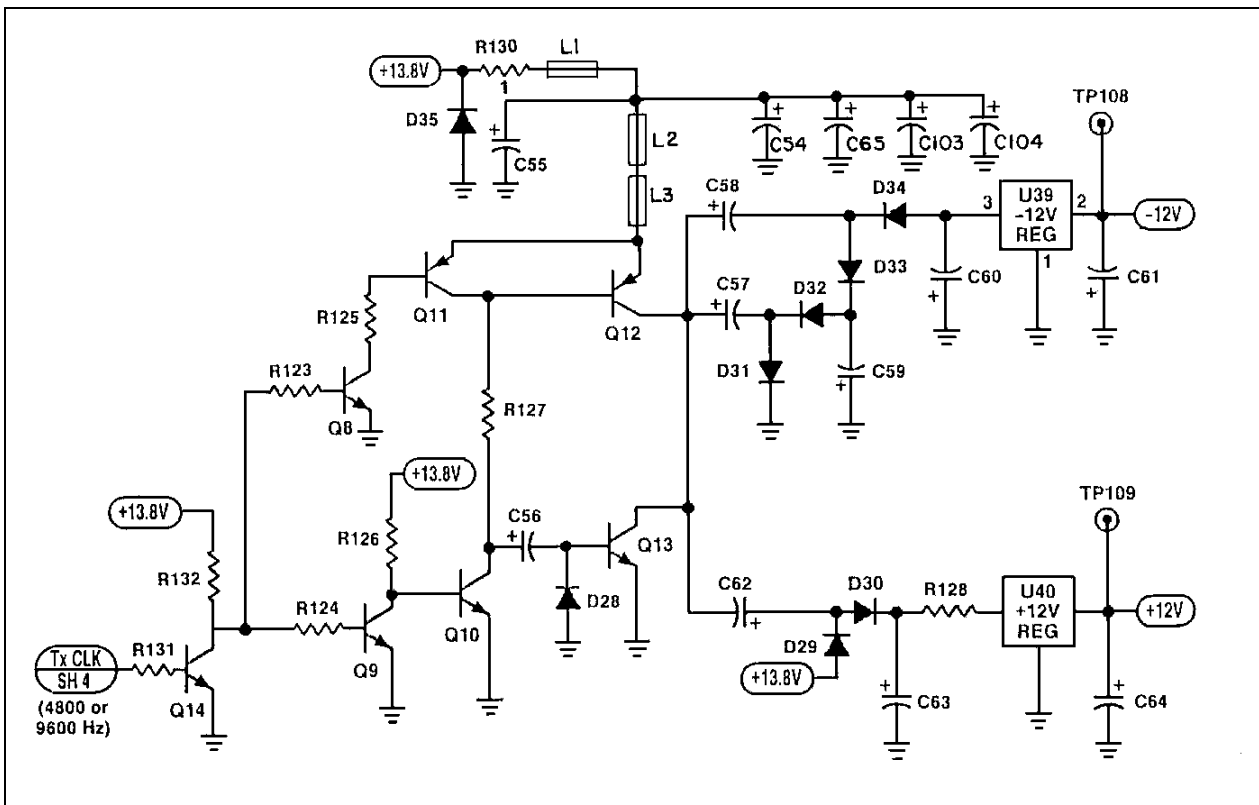 R130
L1
+13.8V
1
TP108
D35
+
C55
L2
+
C54
+
C65
+
C103
+
C104
L3
C58
+
D34
3
U39
-12V
REG
2
-12V
1
D33
C60
+
C61
+
C57
+
D32
Q11
Q12
R125
D31
C59
+
R123
Q8
R127
+13.8V
+13.8V
TP109
C56
+
R126
Q13
R132
C62
+
D30
R128
U40
+12V
REG
+12V
R124
D28
Q10
D29
Tx CLK
SH 4
R131
Q9
+13.8V
(4800 or
9600 Hz)
Q14
+
C63
+
C64